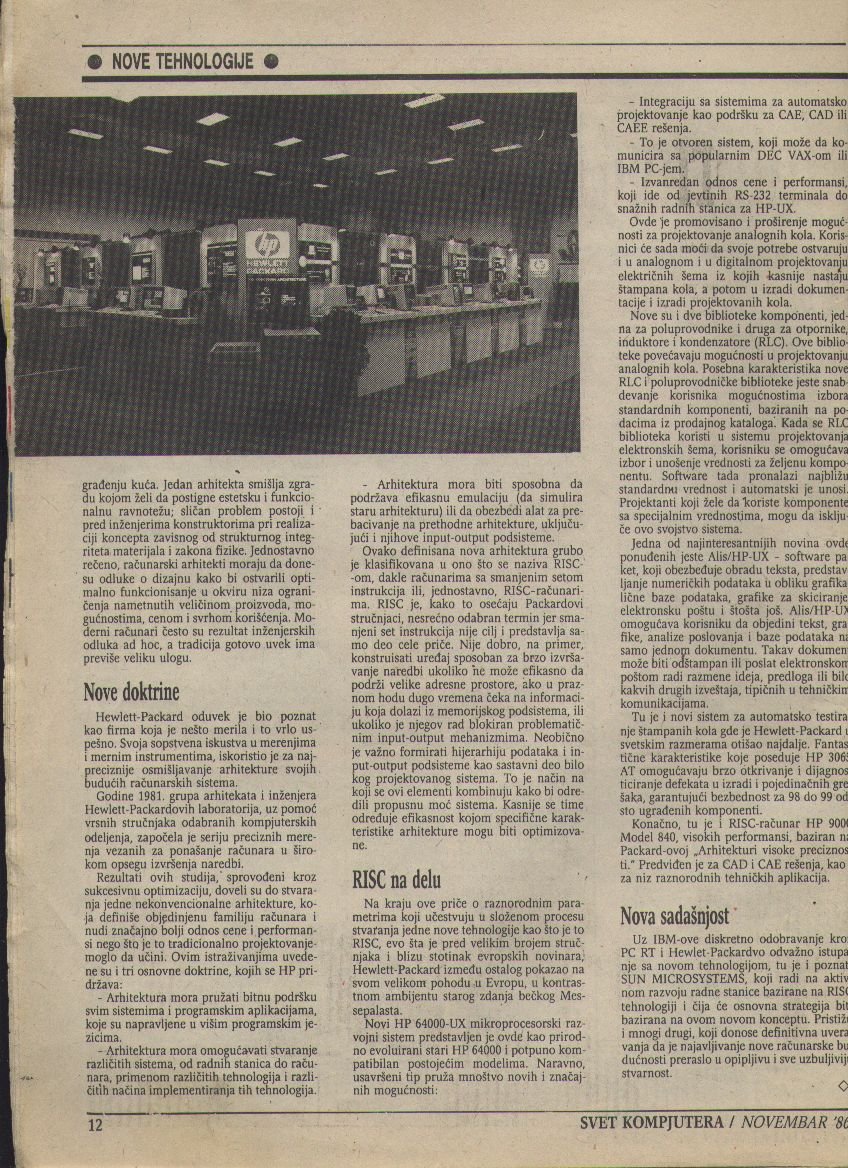 ● NOVE TEHNOLOGIJE ●
hp
HEWLETT
PACKARD
građenju kuća. Jedan arhitekta smišlja zgra-
du kojom želi da postigne estetsku i funkcio-
nalnu ravnotežu; sličan problem postoji i
pred inženjerima konstruktorima pri realiza-
ciji koncepta zavisnog od strukturnog integ-
riteta materijala i zakona fizike. Jednostavno
rečeno, računarski arhitekti moraju da done-
su odluke o dizajnu kako bi ostvarili opti-
malno funkcionisanje u okviru niza ograni-
čenja nametnutih veličinom proizvoda, mo-
gućnostima, cenom i svrhom korišćenja. Mo-
derni računari često su rezultat inženjerskih
odluka ad hoc, a tradicija gotovo uvek ima
previše veliku ulogu.
Nove doktrine
Hewlett-Packard oduvek je bio poznat
kao firma koja je nešto merila i to vrlo us-
pešno. Svoja sopstvena iskustva u merenjima
i mernim instrumentima, iskoristio je za naj-
preciznije osmišljavanje arhitekture svojih
budućih računarskih sistema.
Godine 1981. grupa arhitekata i inženjera
Hewlett-Packardovih laboratorija, uz pomoć
vrsnih stručnjaka odabranih kompjuterskih
odeljenja, započela je seriju preciznih mere-
nja vezanih za ponašanje računara u širo-
kom opsegu izvršenja naredbi.
Rezultati ovih studija, sprovođeni kroz
sukcesivnu optimizaciju, doveli su do stvara-
nja jedne nekonvencionalne arhitekture, ko-
ja definiše objedinjenu familiju računara i
nudi značajno bolji odnos cene i performan-
si nego što je to tradicionalno projektovanje-
moglo da učini. Ovim istraživanjima uvede-
ne su i tri osnovne doktrine, kojih se HP pri-
država:
- Arhitektura mora pružati bitnu podršku
svim sistemima i programskim aplikacijama,
koje su napravljene u višim programskim je-
zicima.
- Arhitektura mora omogućavati stvaranje
različitih sistema, od radnih stanica do raču-
nara, primenom različitih tehnologija i razli-
čitih načina implementiranja tih tehnologija.
- Arhitektura mora biti sposobna da
podržava efikasnu emulaciju (da simulira
staru arhitekturu) ili da obezbedi alat za pre-
bacivanje na prethodne arhitekture, uključu-
jući i njihove input-output podsisteme.
Ovako definisana nova arhitektura grubo
je klasifikovana u ono što se naziva RISC-
-om, dakle računarima sa smanjenim setom
instrukcija ili, jednostavno, RISC-računari-
ma. RISC je, kako to osećaju Packardovi
stručnjaci, nesrećno odabran termin jer sma-
njeni set instrukcija nije cilj i predstavlja sa-
mo deo cele priče. Nije dobro, na primer,
konstruisati uređaj sposoban za brzo izvrša-
vanje naredbi ukoliko ne može efikasno da
podrži velike adresne prostore, ako u praz-
nom hodu dugo vremena čeka na informaci-
ju koja dolazi iz memorijskog podsistema, ili
ukoliko je njegov rad blokiran problematič-
nim input-output mehanizmima. Neobično
je važno formirati hijerarhiju podataka i in-
put-output podsisteme kao sastavni deo bilo
kog projektovanog sistema. To je način na
koji se ovi elementi kombinuju kako bi odre-
dili propusnu moć sistema. Kasnije se time
određuje efikasnost kojom specifične karak-
teristike arhitekture mogu biti optimizova-
ne.
RISC na delu
Na kraju ove priče o raznorodnim para-
metrima koji učestvuju u složenom procesu
stvaranja jedne nove tehnologije kao što je to
RISC, evo šta je pred velikim brojem struč-
njaka i blizu stotinak evropskih novinara,
Hewlett-Packard između ostalog pokazao na
svom velikom pohodu u Evropu, u kontras-
tnom ambijentu starog zdanja bečkog Mes-
sepalasta.
Novi HP 64000-UX mikroprocesorski raz-
vojni sistem predstavljen je ovde kao prirod-
no evoluirani stari HP 64000 i potpuno kom-
patibilan postojećim modelima. Naravno,
usavršeni tip pruža mnoštvo novih i značaj-
nih mogućnosti:
- Integraciju sa sistemima za automatsko
projektovanje kao podršku za CAE, CAD ili
CAEE rešenja.
- To je otvoren sistem, koji može da ko-
municira sa popularnim DEC VAX-om ili
IBM PC-jem.
- Izvanredan odnos cene i performansi,
koji ide od jevtinih RS-232 terminala do
snažnih radnih stanica za HP-UX.
Ovde je promovisano i proširenje moguć-
nosti za projektovanje analognih kola. Koris-
nici će sada moći da svoje potrebe ostvaruju
i u analognom i u digitalnom projektovanju
električnih šema iz kojih kasnije nastaju
štampana kola, a potom u izradi dokumen-
tacije i izradi projektovanih kola.
Nove su i dve biblioteke komponenti, jed-
na za poluprovodnike i druga za otpornike,
induktore i kondenzatore (RLC). Ove biblio-
teke povećavaju mogućnosti u projektovanju
analognih kola. Posebna karakteristika nove
RLC i poluprovodničke biblioteke jeste snab-
devanje korisnika mogućnostima izbora
standardnih komponenti, baziranih na po-
dacima iz prodajnog kataloga. Kada se RLC
biblioteka koristi u sistemu projektovanja
elektronskih šema, korisniku se omogućava
izbor i unošenje vrednosti za željenu kompo-
nentu. Software tada pronalazi najbližu
standardnu vrednost i automatski je unosi.
Projektanti koji žele da koriste komponente
sa specijalnim vrednostima, mogu da isklju-
če ovo svojstvo sistema.
Jedna od najinteresantnijih novina ovde
ponuđenih jeste Alis/HP-UX - software pa-
ket, koji obezbeđuje obradu teksta, predstav-
ljanje numeričkih podataka u obliku grafika,
lične baze podataka, grafike za skiciranje,
elektronsku poštu i štošta još. Alis/HP-UX
omogućava korisniku da objedini tekst, gra-
fike, analize poslovanja i baze podataka na
samo jednom dokumentu. Takav dokument
može biti odštampan ili poslat elektronskom
poštom radi razmene ideja, predloga ili bilo
kakvih drugih izveštaja, tipičnih u tehničkim
komunikacijama.
Tu je i novi sistem za automatsko testira-
nje štampanih kola gde je Hewlett-Packard u
svetskim razmerama otišao najdalje. Fantas-
tične karakteristike koje poseduje HP 3065
AT omogućavaju brzo otkrivanje i dijagnos-
ticiranje defekata u izradi i pojedinačnih gre-
šaka, garantujući bezbednost za 98 do 99 od-
sto ugrađenih komponenti.
Konačno, tu je i RISC-računar HP 9000
Model 840, visokih performansi, baziran na
Packard-ovoj „Arhitekturi visoke preciznos-
ti." Predviđen je za CAD i CAE rešenja, kao i
za niz raznorodnih tehničkih aplikacija.
Nova sadašnjost
Uz IBM-ove diskretno odobravanje kroz
PC RT i Hewlet-Packardvo odvažno istupa-
nje sa novom tehnologijom, tu je i poznati
SUN MICROSYSTEMS, koji radi na aktiv-
nom razvoju radne stanice bazirane na RISC
tehnologiji i čija će osnovna strategija biti
bazirana na ovom novom konceptu. Pristižu
i mnogi drugi, koji donose definitivna uvera-
vanja da je najavljivanje nove računarske bu-
dućnosti preraslo u opipljivu i sve uzbudljiviju
stvarnost.
◇
12
SVET KOMPJUTERA / NOVEMBAR '86